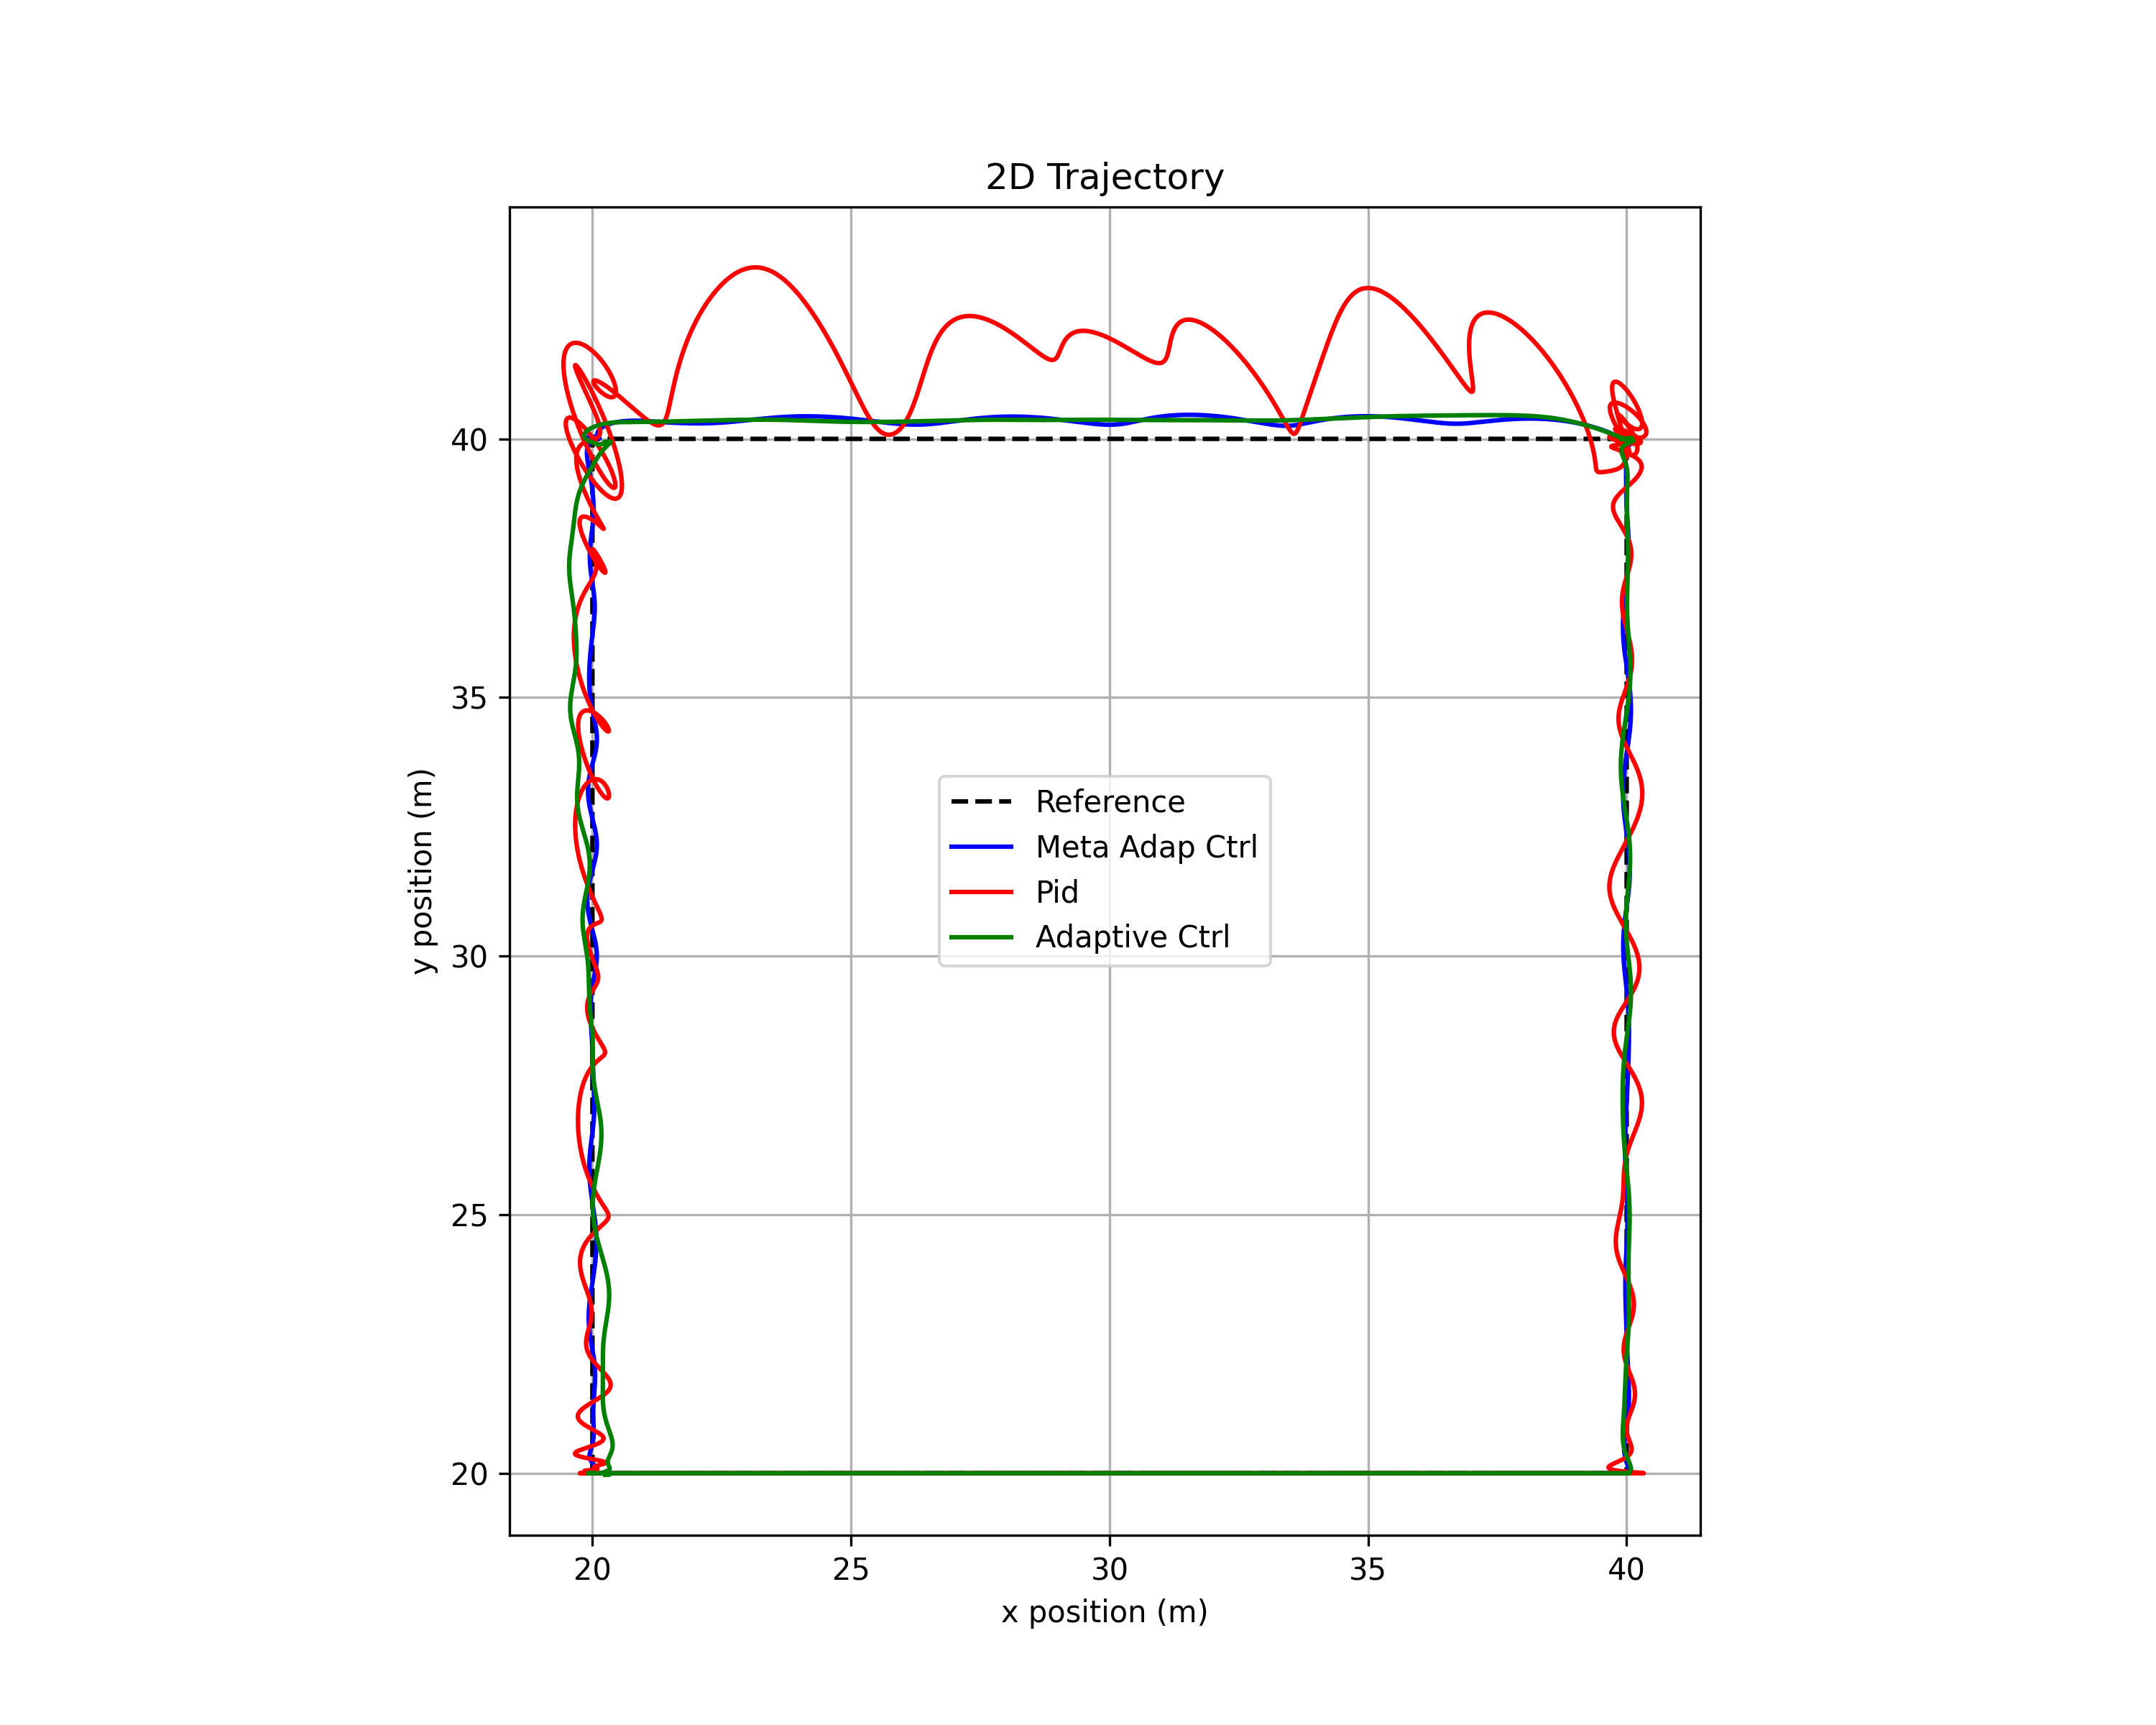 2D Trajectory
y position (m)
40
35
30
25
20
Reference
Meta Adap Ctrl
Pid
Adaptive Ctrl
20 25 30 35 40
x position (m)